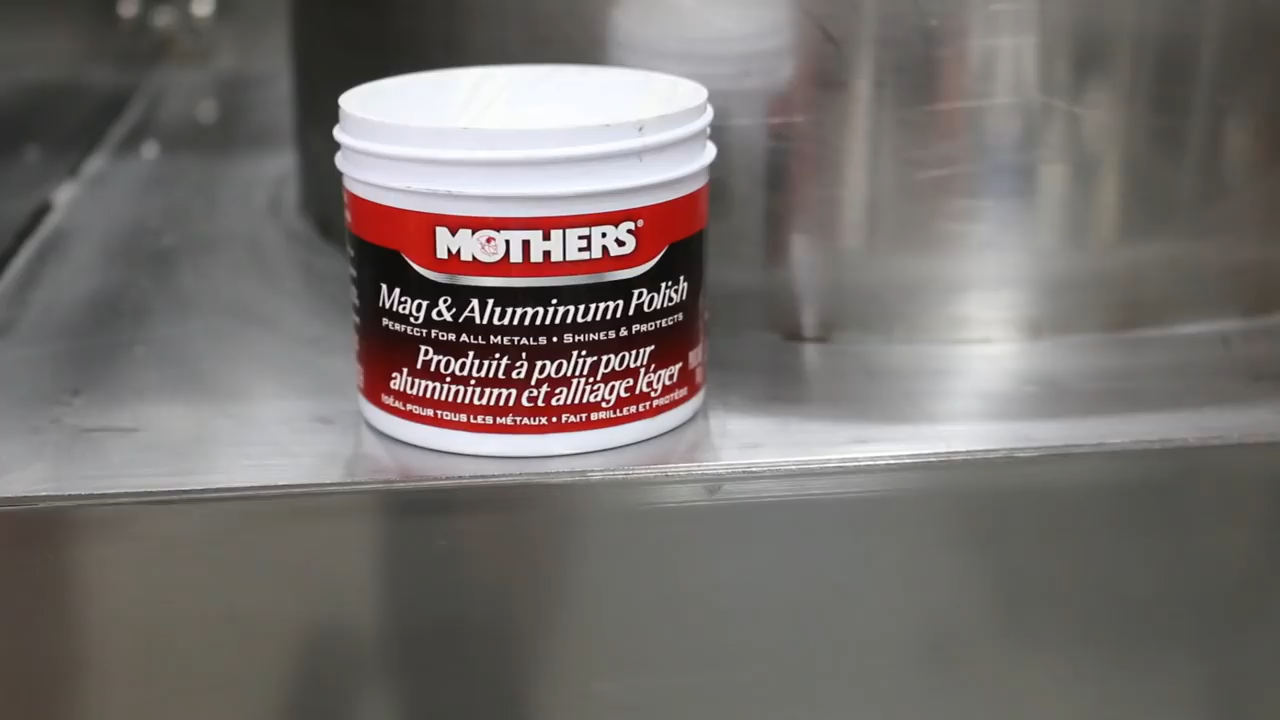 MOTHERS®
Mag & Aluminum Polish
PERFECT FOR ALL METALS • SHINES & PROTECTS
Produit à polir pour
aluminium et alliage léger
IDÉAL POUR TOUS LES MÉTAUX • FAIT BRILLER ET PROTÈGE